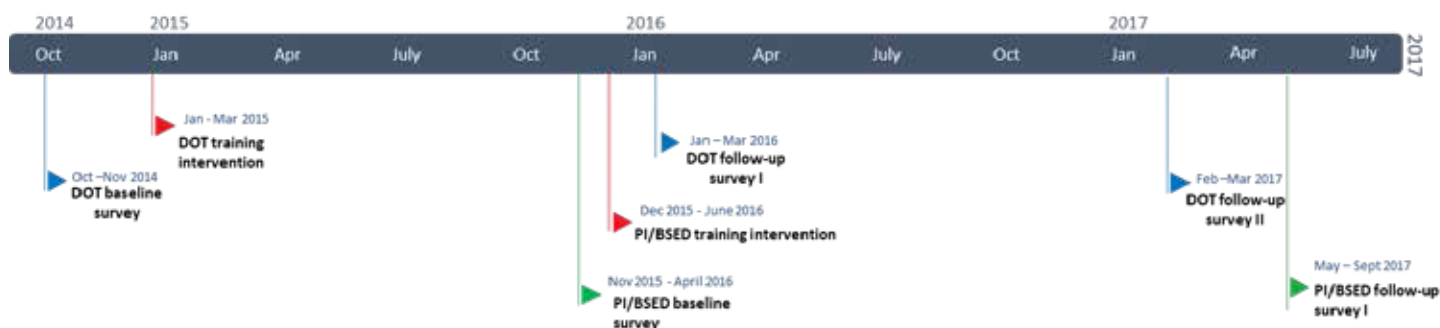 2014 2015 2016 2017
Oct Jan Apr July Oct Jan Apr July Oct Jan Apr July
2017
Jan - Mar 2015
DOT training
intervention
Oct –Nov 2014
DOT baseline
survey
Jan – Mar 2016
DOT follow-up
survey I
Dec 2015 - June 2016
PI/BSED training intervention
Nov 2015 - April 2016
PI/BSED baseline
survey
Feb –Mar 2017
DOT follow-up
survey II
May – Sept 2017
PI/BSED follow-up
survey I